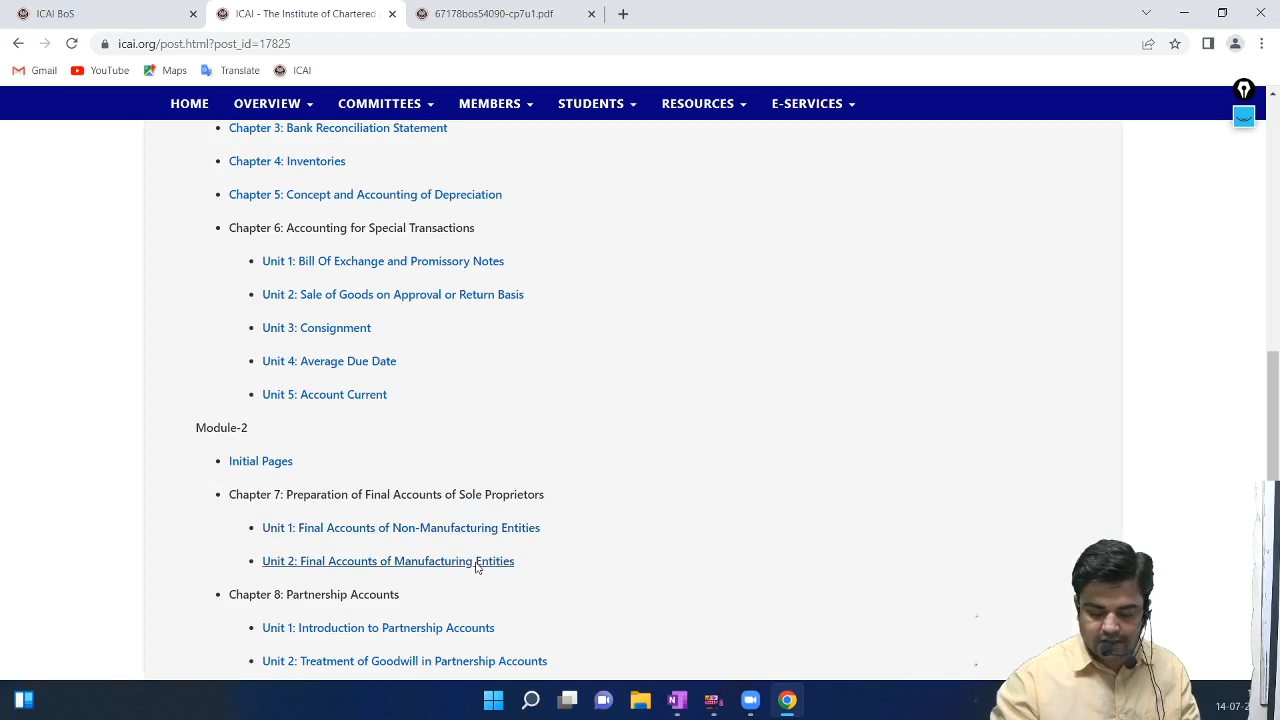 ICAI BoS
ICAI - The Institute of Chartered
67178bos54090-cp7u1.pdf
icai.org/post.html?post_id=17825
Gmail
YouTube
Maps
Translate
ICAI
HOME
OVERVIEW
COMMITTEES
MEMBERS
STUDENTS
RESOURCES
E-SERVICES
Chapter 3: Bank Reconciliation Statement
Chapter 4: Inventories
Chapter 5: Concept and Accounting of Depreciation
Chapter 6: Accounting for Special Transactions
Unit 1: Bill Of Exchange and Promissory Notes
Unit 2: Sale of Goods on Approval or Return Basis
Unit 3: Consignment
Unit 4: Average Due Date
Unit 5: Account Current
Module-2
Initial Pages
Chapter 7: Preparation of Final Accounts of Sole Proprietors
Unit 1: Final Accounts of Non-Manufacturing Entities
Unit 2: Final Accounts of Manufacturing Entities
Chapter 8: Partnership Accounts
Unit 1: Introduction to Partnership Accounts
Unit 2: Treatment of Goodwill in Partnership Accounts
14-07-2